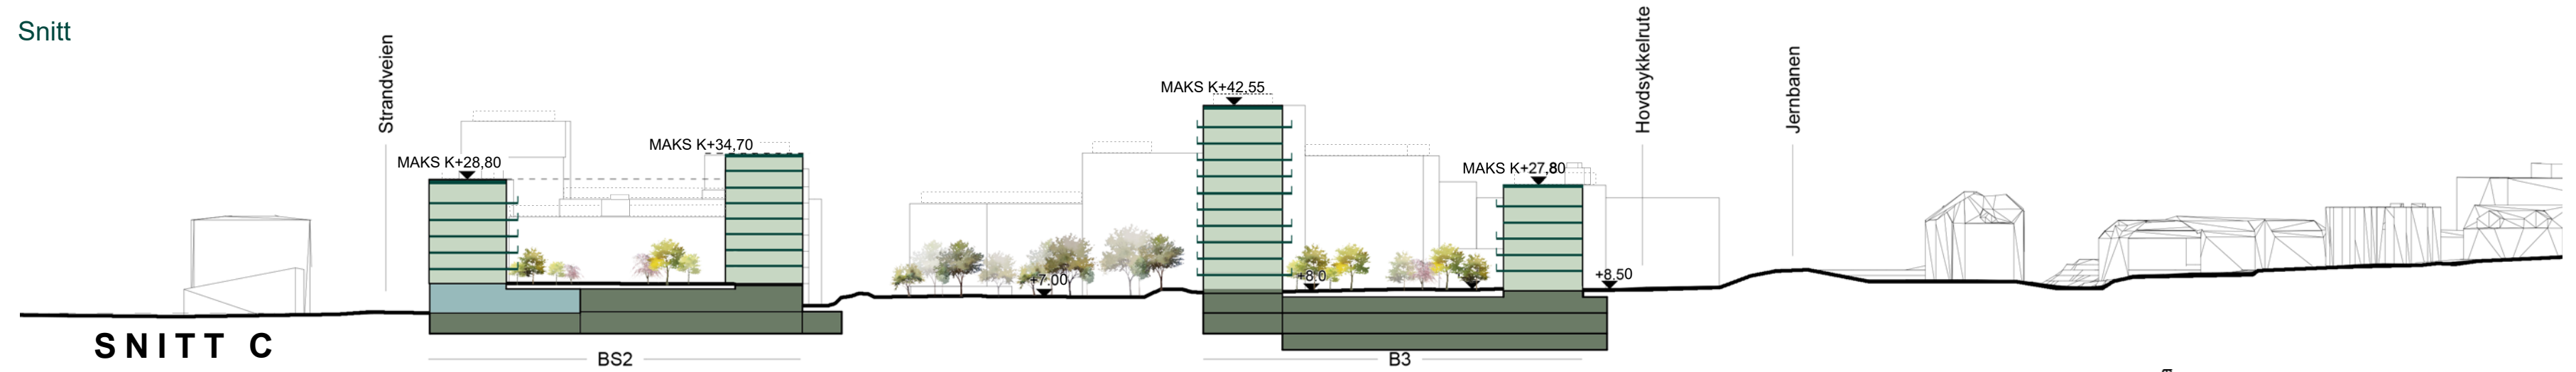 Snitt
Strandveien
MAKS K+28,80
MAKS K+34,70
MAKS K+42,55
MAKS K+27,80
Hovdsykkelrute
Jernbanen
+7.00
+8.0
+8,50
SNITT C
BS2
B3